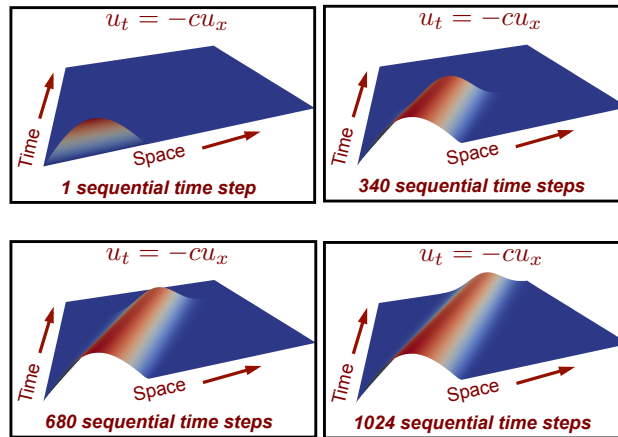 $u_t = -cu_x$
Time
Space
1 sequential time step
$u_t = -cu_x$
Time
Space
340 sequential time steps
$u_t = -cu_x$
Time
Space
680 sequential time steps
$u_t = -cu_x$
Time
Space
1024 sequential time steps